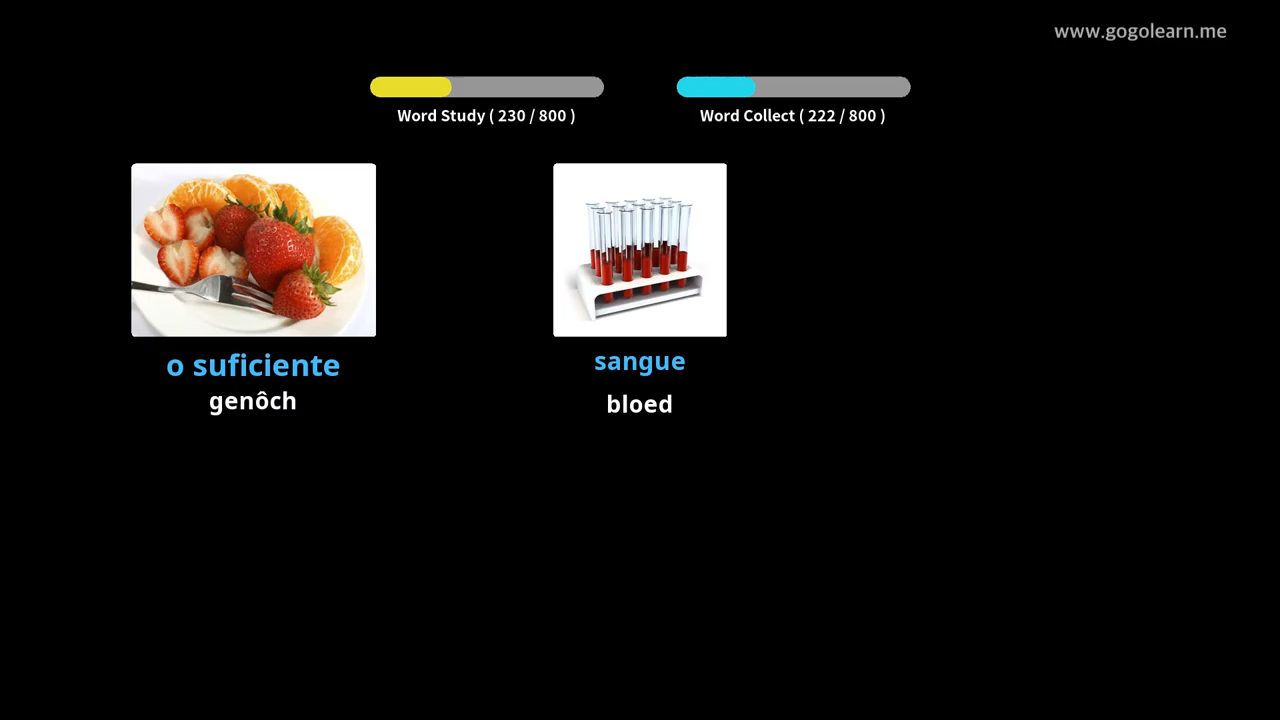 www.gogolearn.me
Word Study ( 230 / 800 )
Word Collect ( 222 / 800 )
o suficiente
genôch
sangue
bloed